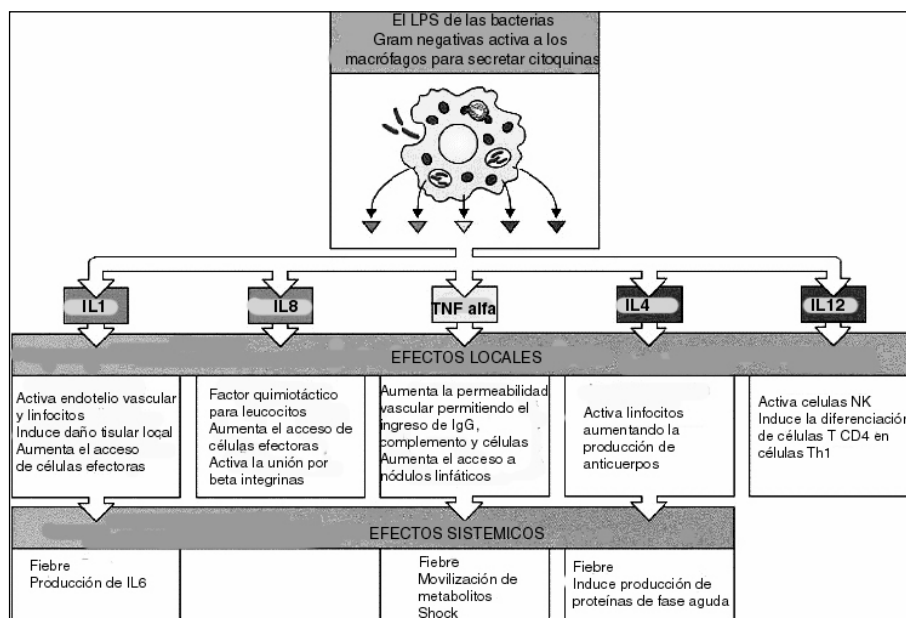 El LPS de las bacterias
Gram negativas activa a los
macrófagos para secretar citoquinas
IL1
IL8
TNF alfa
IL4
IL12
EFECTOS LOCALES
Activa endotelio vascular
y linfocitos
Induce daño tisular local
Aumenta el acceso
de células efectoras
Factor quimiotáctico
para leucocitos
Aumenta el acceso de
células efectoras
Activa la unión por
beta integrinas
Aumenta la permeabilidad
vascular permitiendo el
ingreso de IgG,
complemento y células
Aumenta el acceso a
nódulos linfáticos
Activa linfocitos
aumentando la
producción de
anticuerpos
Activa celulas NK
Induce la diferenciación
de células T CD4 en
células Th1
EFECTOS SISTEMICOS
Fiebre
Producción de IL6
Fiebre
Movilización de
metabolitos
Shock
Fiebre
Induce producción de
proteínas de fase aguda